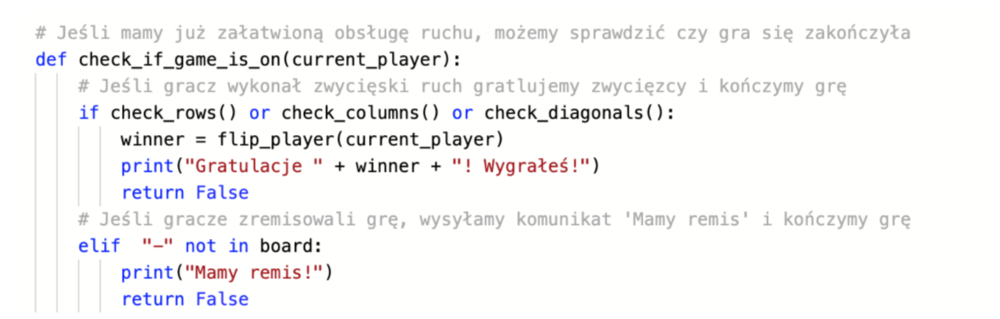 # Jeśli mamy już załatwioną obsługę ruchu, możemy sprawdzić czy gra się zakończyła
def check_if_game_is_on(current_player):
# Jeśli gracz wykonał zwycięski ruch gratlujemy zwycięzcy i kończymy grę
if check_rows() or check_columns() or check_diagonals():
winner = flip_player(current_player)
print("Gratulacje " + winner + "! Wygrałeś!")
return False
# Jeśli gracze zremisowali grę, wysyłamy komunikat 'Mamy remis' i kończymy grę
elif  "-" not in board:
print("Mamy remis!")
return False